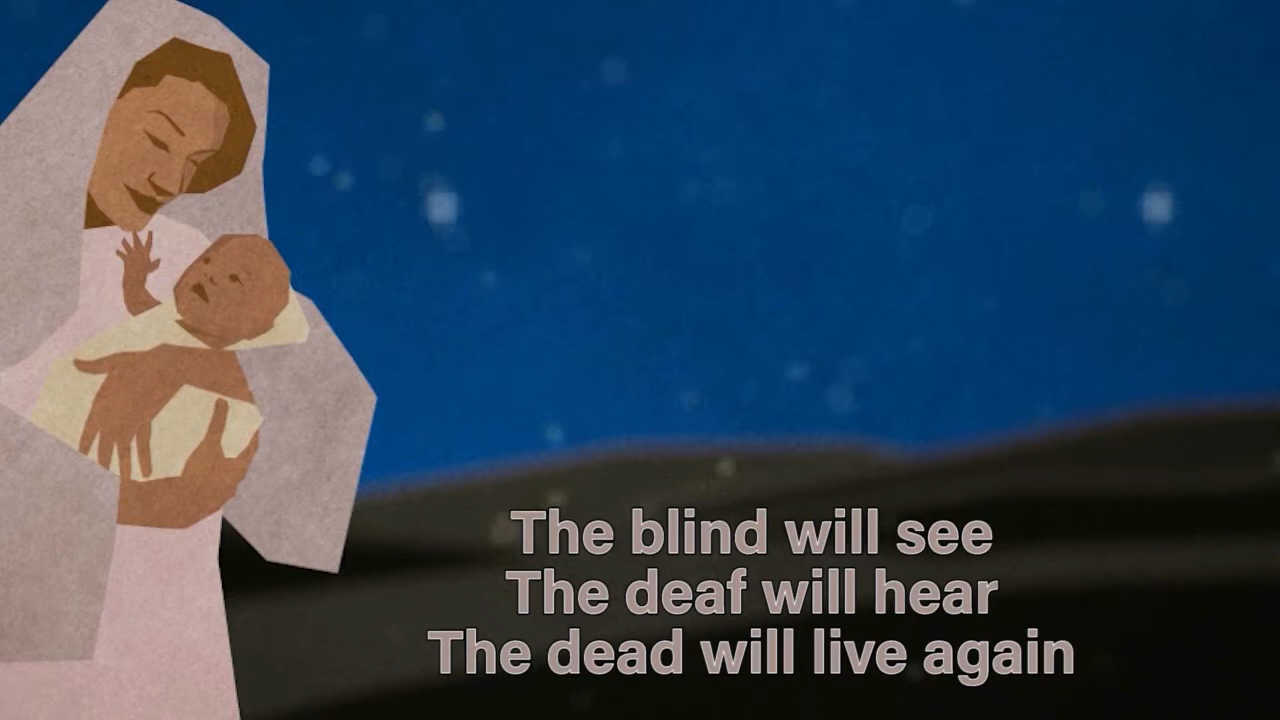 The blind will see
The deaf will hear
The dead will live again